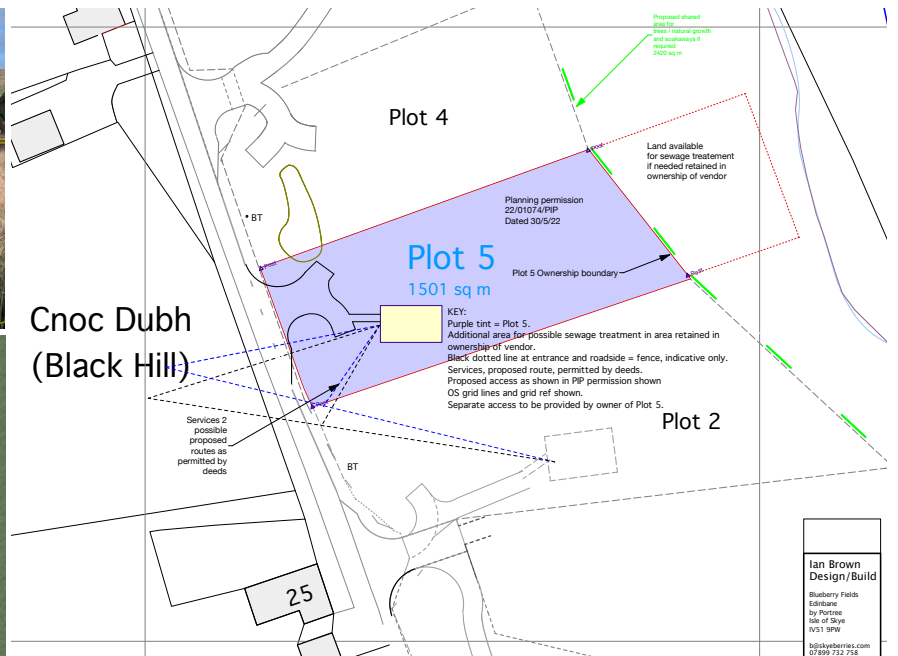 Proposed shared
area for
trees / natural growth
and soakaways if
required
2420 sq m
Plot 4
Land available
for sewage treatement
if needed retained in
ownership of vendor
Post
Planning permission
22/01074/PIP
Dated 30/5/22
BT
Post
Plot 5
1501 sq m
Plot 5 Ownership boundary
Post
Cnoc Dubh
(Black Hill)
KEY:
Purple tint = Plot 5.
Additional area for possible sewage treatment in area retained in
ownership of vendor.
Black dotted line at entrance and roadside = fence, indicative only.
Services, proposed route, permitted by deeds.
Proposed access as shown in PIP permission shown
OS grid lines and grid ref shown.
Separate access to be provided by owner of Plot 5.
Post
Plot 2
Services 2
possible
proposed
routes as
permitted by
deeds
BT
25
Ian Brown
Design/Build
Blueberry Fields
Edinbane
by Portree
Isle of Skye
IV51 9PW
b@skyeberries.com
07899 732 758